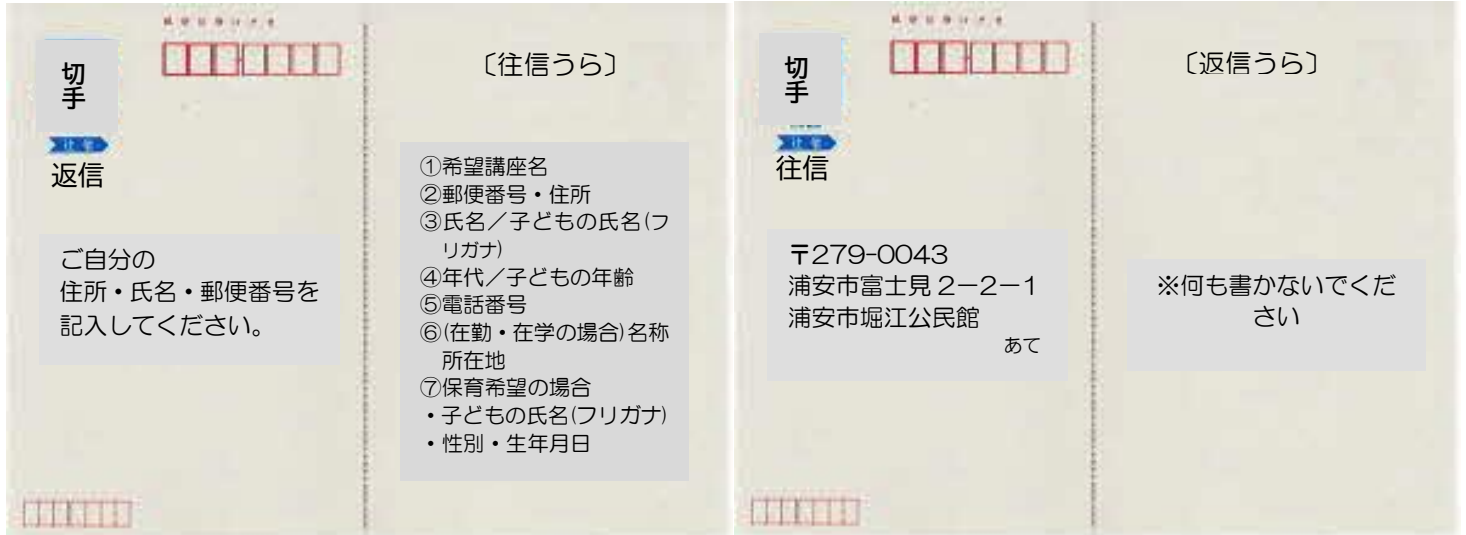 切手
返信
ご自分の
住所・氏名・郵便番号を
記入してください。
〔往信うら〕
①希望講座名
②郵便番号・住所
③氏名／子どもの氏名(フ
リガナ)
④年代／子どもの年齢
⑤電話番号
⑥(在勤・在学の場合)名称
所在地
⑦保育希望の場合
・子どもの氏名(フリガナ)
・性別・生年月日
切手
往信
〒279-0043
浦安市富士見２－２－１
浦安市堀江公民館
あて
〔返信うら〕
※何も書かないでくだ
さい